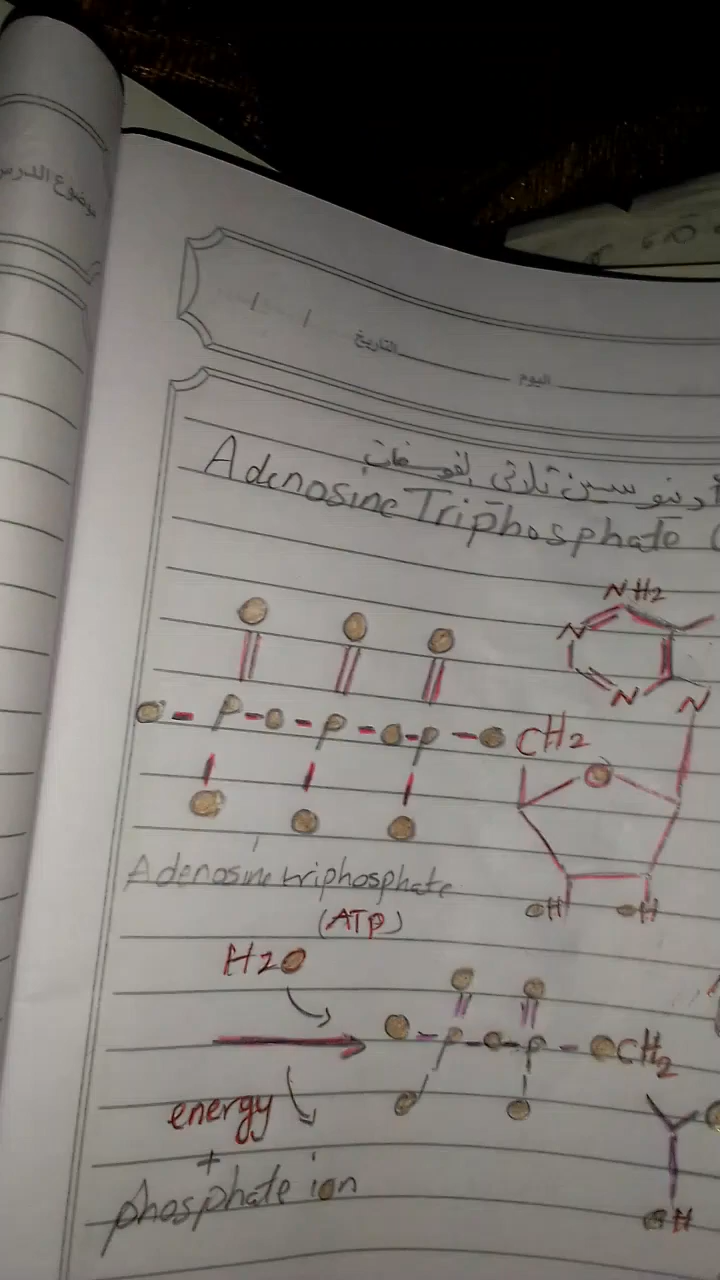 موضوع الدرس
التاريخ
اليوم
أدينوسين ثلاثي الفوسفات
Adenosine Triphosphate (
NH2
N
N
N
O
O
O
O - P - O - P - O - P - O CH2
O
O
O
O
OH
OH
Adenosine triphosphate
(ATP)
H2O
O
O
O - P - O - P - OCH2
O
O
energy
+
phosphate ion
OH